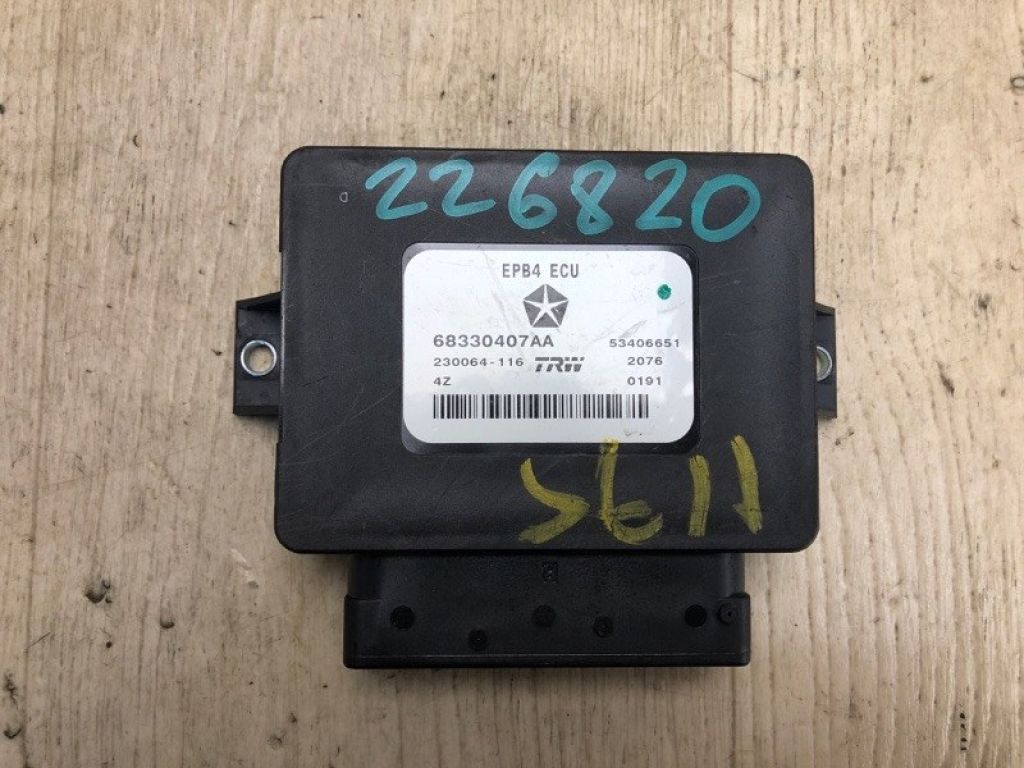 226820
EPB4 ECU
68330407AA 53406651
230064-116 TRW 2076
4Z 0191